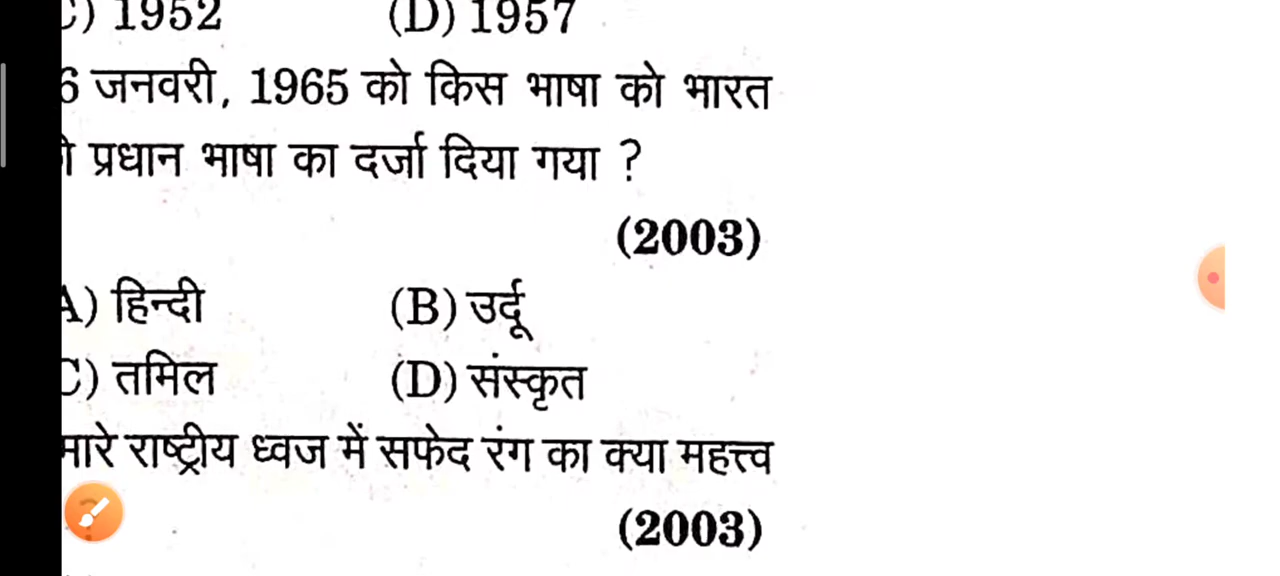 C) 1952 (D) 1957
6 जनवरी, 1965 को किस भाषा को भारत
प्रधान भाषा का दर्जा दिया गया ?
(2003)
A) हिन्दी (B) उर्दू
C) तमिल (D) संस्कृत
मारे राष्ट्रीय ध्वज में सफेद रंग का क्या महत्त्व
(2003)